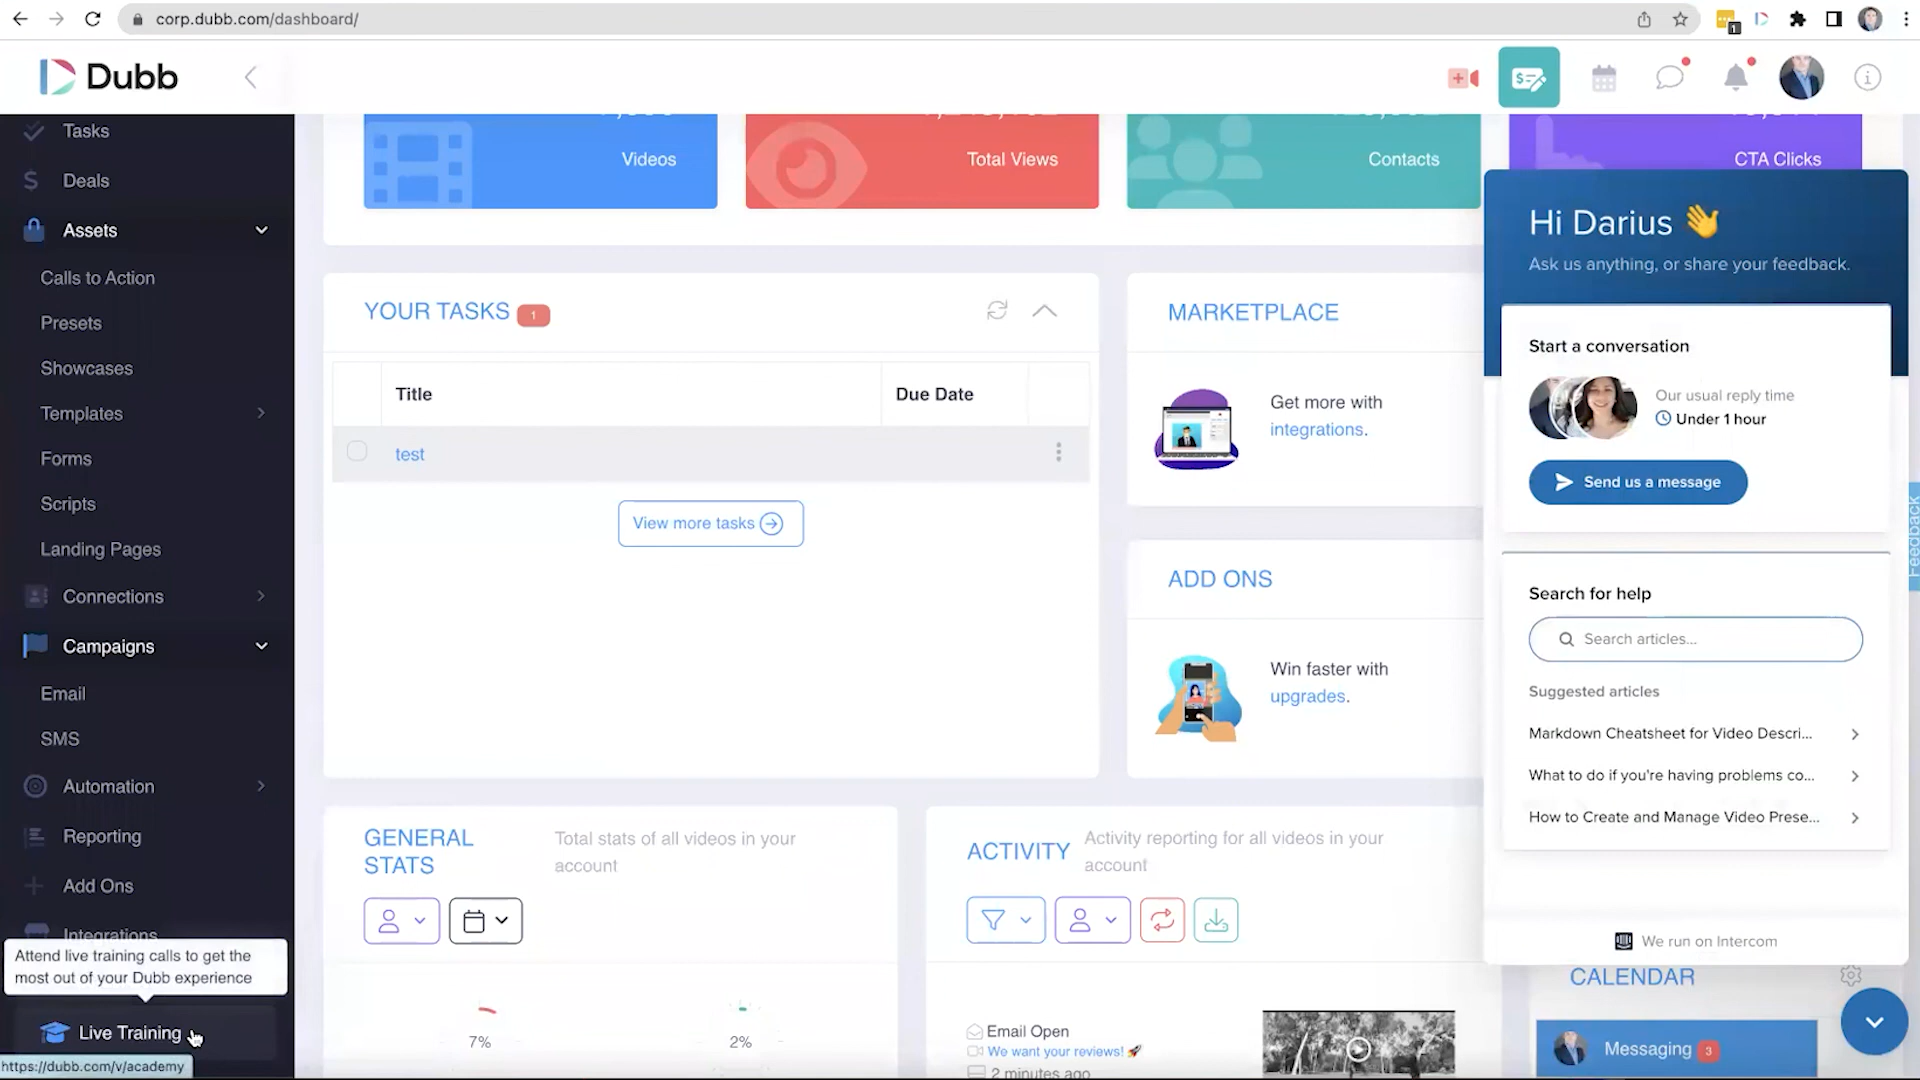 corp.dubb.com/dashboard/
1
Dubb
Tasks
Deals
Assets
Calls to Action
Presets
Showcases
Templates
Forms
Scripts
Landing Pages
Connections
Campaigns
Email
SMS
Automation
Reporting
Add Ons
Integrations
Attend live training calls to get the
most out of your Dubb experience
Live Training
https://dubb.com/v/academy
Videos
Total Views
Contacts
CTA Clicks
YOUR TASKS 1
Title
Due Date
test
View more tasks
MARKETPLACE
Get more with
integrations.
ADD ONS
Win faster with
upgrades.
GENERAL
STATS
Total stats of all videos in your
account
7%
2%
ACTIVITY
Activity reporting for all videos in your
account
Email Open
We want your reviews! 🚀
2 minutes ago
Hi Darius 👋
Ask us anything, or share your feedback.
Start a conversation
Our usual reply time
Under 1 hour
Send us a message
Search for help
Search articles...
Suggested articles
Markdown Cheatsheet for Video Descri...
What to do if you're having problems co...
How to Create and Manage Video Prese...
We run on Intercom
Feedback
CALENDAR
Messaging 3